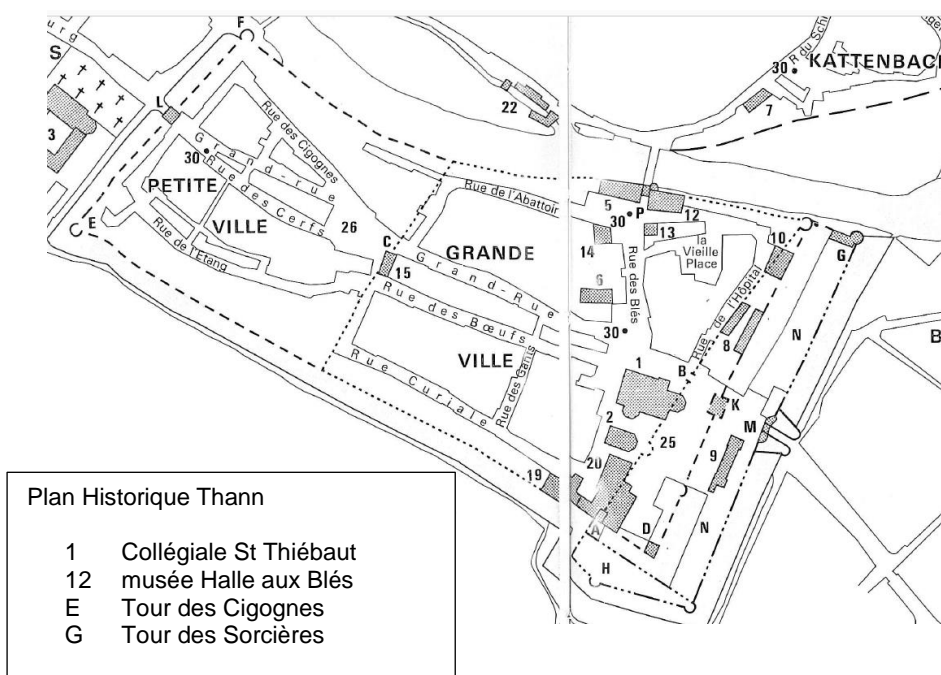 F
S
L
3
30
PETITE
VILLE
E
Grand-rue
Rue des Cigognes
Rue des Cerfs
Rue de l'Etang
26
C
15
22
GRANDE
VILLE
Rue de l'Abattoir
Grand-Rue
Rue des Bœufs
Rue Curiale
Rue des Gants
30
KATTENBACH
7
5
P
30
12
13
14
la
Vieille
Place
10
G
6
Rue des Blés
Rue de l'Hôpital
30
8
N
B
1
B
K
M
2
25
9
19
20
A
D
N
H
Plan Historique Thann
1 Collégiale St Thiébaut
12 musée Halle aux Blés
E Tour des Cigognes
G Tour des Sorcières